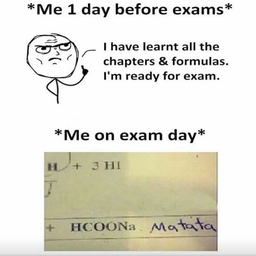 *Me 1 day before exams*
I have learnt all the
chapters & formulas.
I'm ready for exam.
*Me on exam day*
H + 3 HI
+ HCOONa Matata